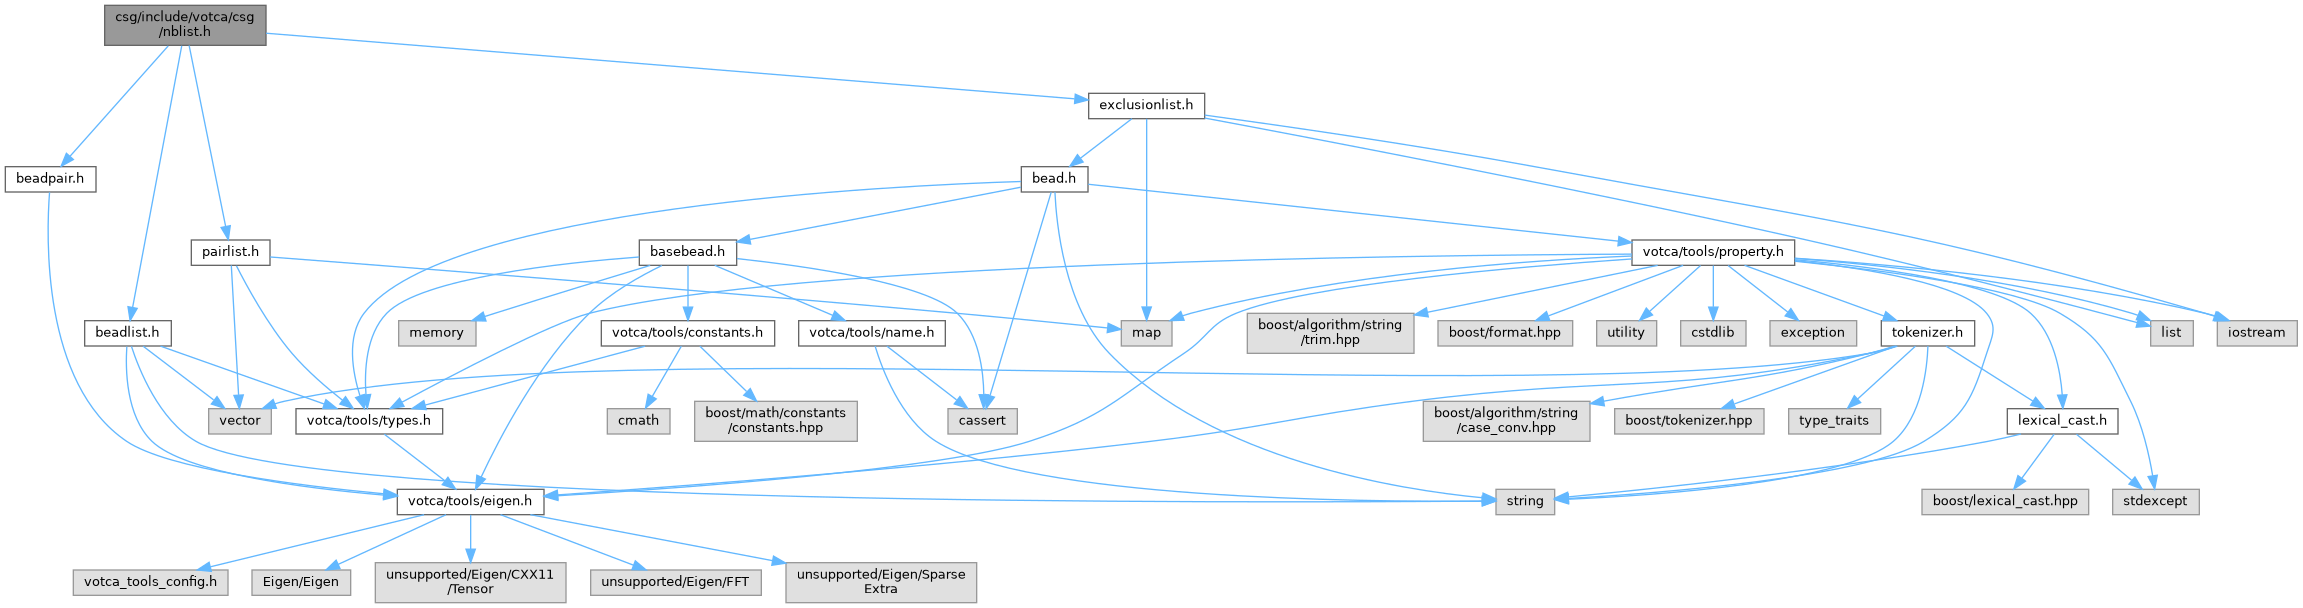 csg/include/votca/csg
/nblist.h
exclusionlist.h
beadpair.h
bead.h
pairlist.h
basebead.h
votca/tools/property.h
beadlist.h
memory
votca/tools/constants.h
votca/tools/name.h
map
boost/algorithm/string
/trim.hpp
boost/format.hpp
utility
cstdlib
exception
tokenizer.h
list
iostream
vector
votca/tools/types.h
cmath
boost/math/constants
/constants.hpp
cassert
boost/algorithm/string
/case_conv.hpp
boost/tokenizer.hpp
type_traits
lexical_cast.h
votca/tools/eigen.h
string
boost/lexical_cast.hpp
stdexcept
votca_tools_config.h
Eigen/Eigen
unsupported/Eigen/CXX11
/Tensor
unsupported/Eigen/FFT
unsupported/Eigen/Sparse
Extra